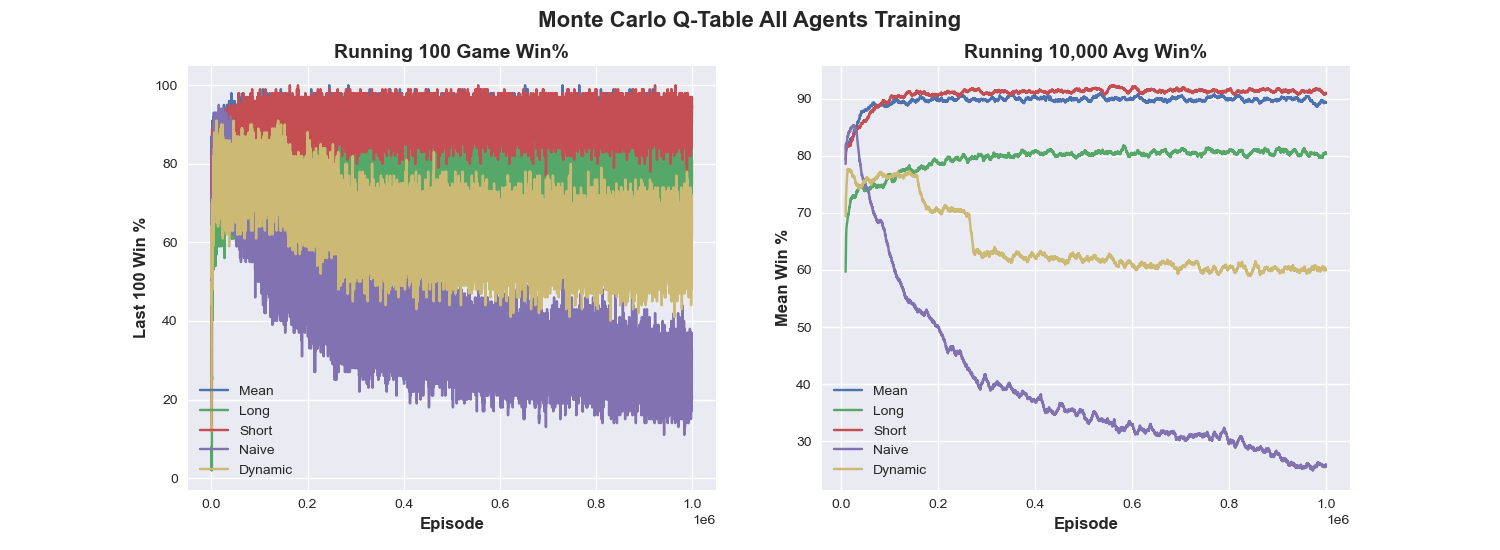 Monte Carlo Q-Table All Agents Training
Running 100 Game Win%
Last 100 Win %
100
80
60
40
20
0
Mean
Long
Short
Naive
Dynamic
0.0 0.2 0.4 0.6 0.8 1.0
1e6
Episode
Running 10,000 Avg Win%
Mean Win %
90
80
70
60
50
40
30
Mean
Long
Short
Naive
Dynamic
0.0 0.2 0.4 0.6 0.8 1.0
1e6
Episode